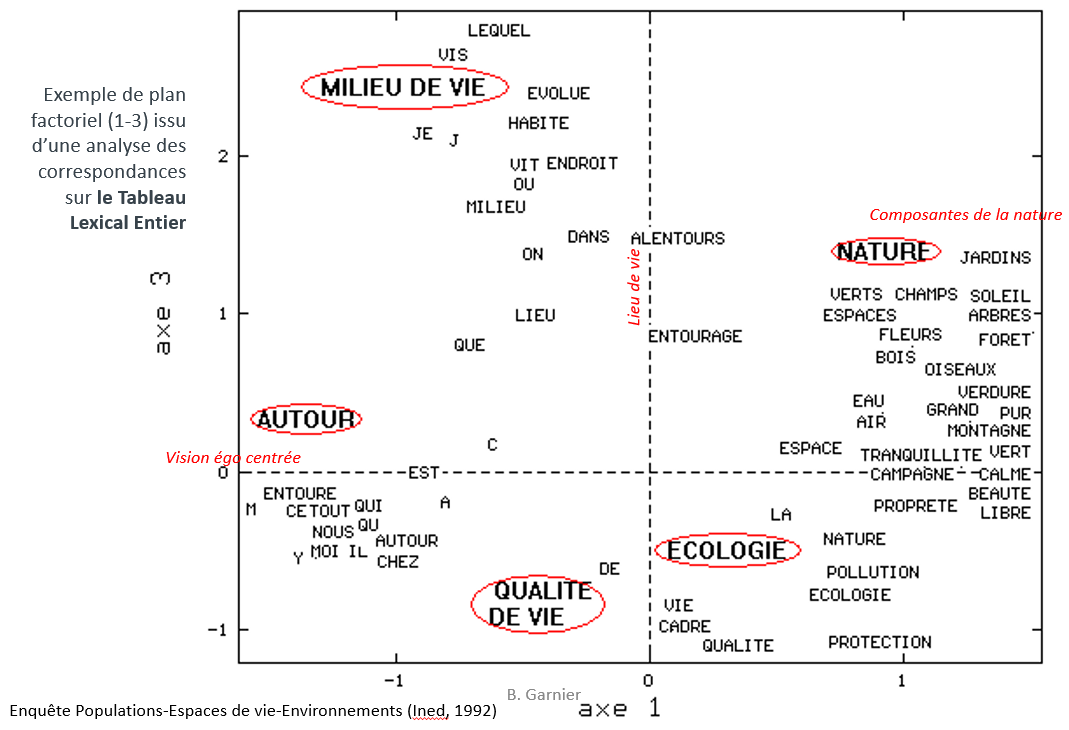 Exemple de plan
factoriel (1-3) issu
d’une analyse des
correspondances
sur le Tableau
Lexical Entier
LEQUEL
VIS
MILIEU DE VIE
EVOLUE
HABITE
JE J
2
VIT ENDROIT
OU
MILIEU
Composantes de la nature
DANS ALENTOURS
ON
NATURE
JARDINS
Lieu de vie
axe 3
VERTS CHAMPS SOLEIL
1
LIEU
ESPACES ARBRES
ENTOURAGE
FLEURS FORET
QUE
BOIS
OISEAUX
VERDURE
EAU
GRAND PUR
AUTOUR
AIR
MONTAGNE
C
ESPACE
TRANQUILLITE VERT
Vision égo centrée
0
EST
CAMPAGNE CALME
ENTOURE
BEAUTE
M
CETOUT QUI
A
PROPRETE
LIBRE
LA
NOUS QU
AUTOUR
NATURE
Y MOI IL
CHEZ
ECOLOGIE
DE
POLLUTION
QUALITE
DE VIE
ECOLOGIE
VIE
CADRE
-1
QUALITE
PROTECTION
-1 0 1
B. Garnier
axe 1
Enquête Populations-Espaces de vie-Environnements (Ined, 1992)